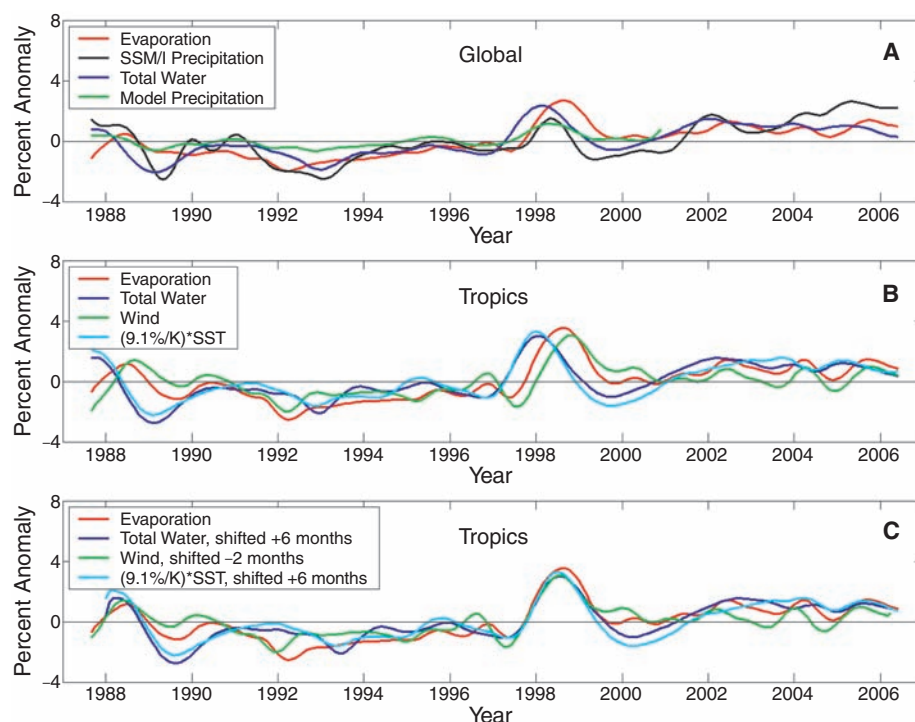 Percent Anomaly
8
4
0
−4
Evaporation
SSM/I Precipitation
Total Water
Model Precipitation
Global
A
1988 1990 1992 1994 1996 1998 2000 2002 2004 2006
Year
Percent Anomaly
8
4
0
−4
Evaporation
Total Water
Wind
(9.1%/K)*SST
Tropics
B
1988 1990 1992 1994 1996 1998 2000 2002 2004 2006
Year
Percent Anomaly
8
4
0
−4
Evaporation
Total Water, shifted +6 months
Wind, shifted −2 months
(9.1%/K)*SST, shifted +6 months
Tropics
C
1988 1990 1992 1994 1996 1998 2000 2002 2004 2006
Year